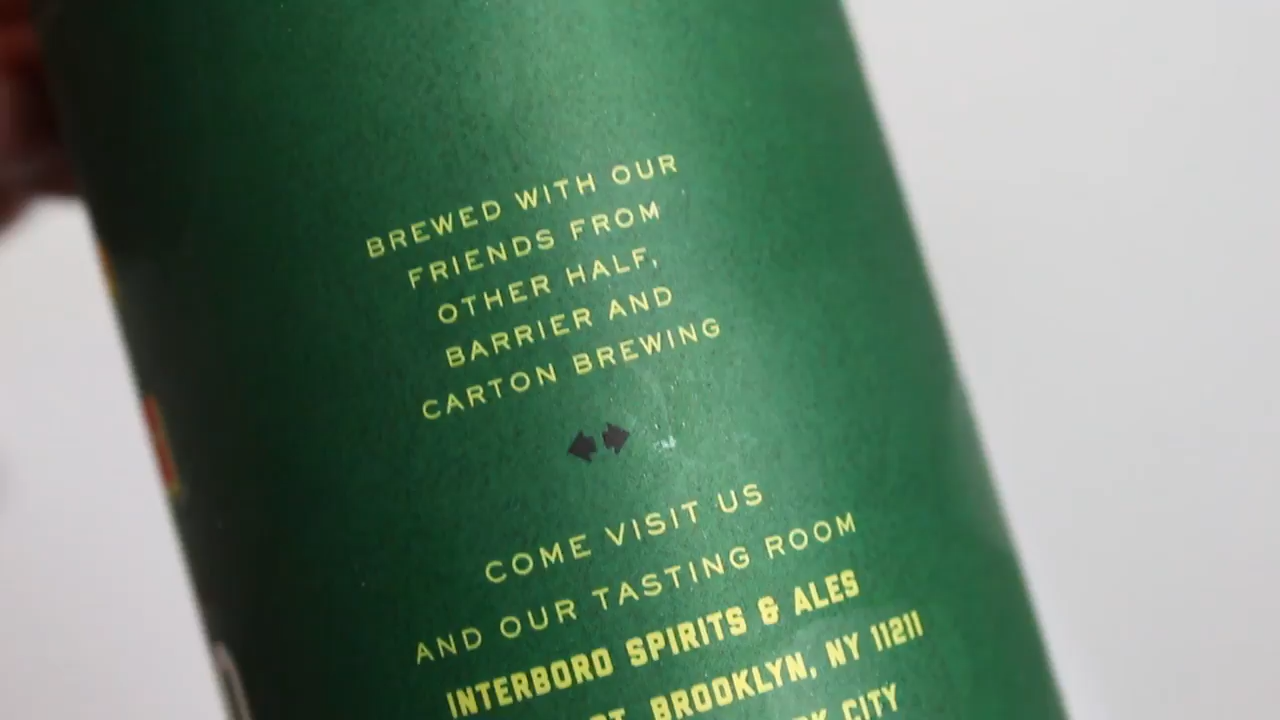 BREWED WITH OUR
FRIENDS FROM
OTHER HALF,
BARRIER AND
CARTON BREWING
COME VISIT US
AND OUR TASTING ROOM
INTERBORO SPIRITS & ALES
ST, BROOKLYN, NY 11211
CITY